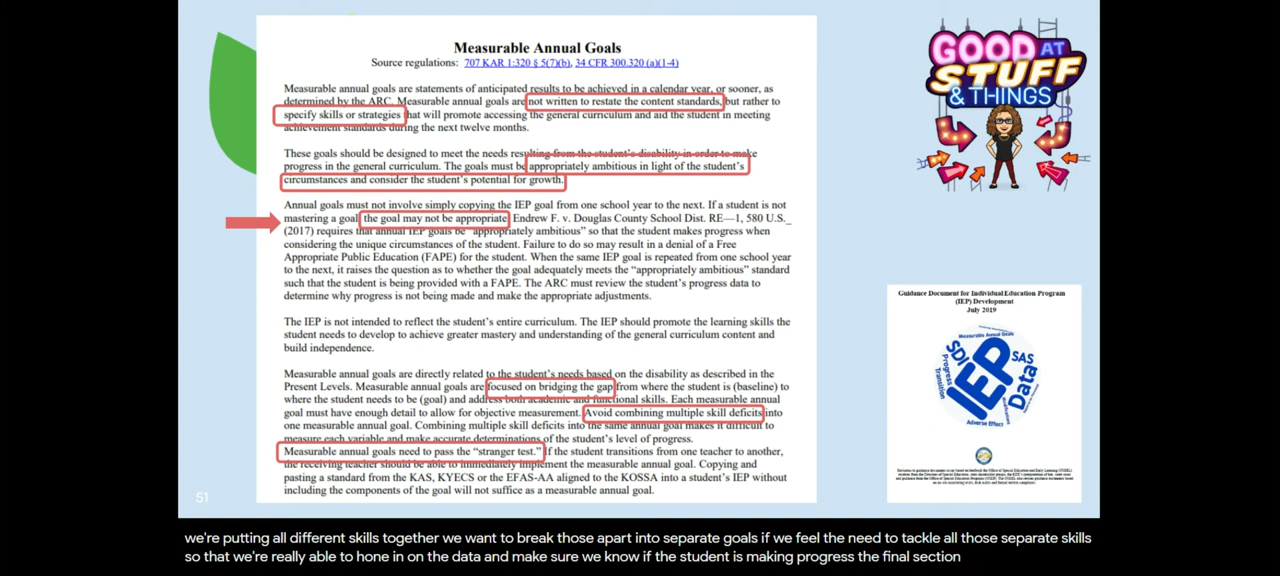 Measurable Annual Goals
Source regulations: 707 KAR 1:320 § 5(7)(b), 34 CFR 300.320 (a)(1-4)
Measurable annual goals are statements of anticipated results to be achieved in a calendar year, or sooner, as
determined by the ARC. Measurable annual goals are not written to restate the content standards, but rather to
specify skills or strategies that will promote accessing the general curriculum and aid the student in meeting
achievement standards during the next twelve months.
These goals should be designed to meet the needs resulting from the student's disability in order to make
progress in the general curriculum. The goals must be appropriately ambitious in light of the student's
circumstances and consider the student's potential for growth.
Annual goals must not involve simply copying the IEP goal from one school year to the next. If a student is not
mastering a goal the goal may not be appropriate Endrew F. v. Douglas County School Dist. RE—1, 580 U.S._
(2017) requires that annual IEP goals be "appropriately ambitious" so that the student makes progress when
considering the unique circumstances of the student. Failure to do so may result in a denial of a Free
Appropriate Public Education (FAPE) for the student. When the same IEP goal is repeated from one school year
to the next, it raises the question as to whether the goal adequately meets the "appropriately ambitious" standard
such that the student is being provided with a FAPE. The ARC must review the student's progress data to
determine why progress is not being made and make the appropriate adjustments.
The IEP is not intended to reflect the student's entire curriculum. The IEP should promote the learning skills the
student needs to develop to achieve greater mastery and understanding of the general curriculum content and
build independence.
Measurable annual goals are directly related to the student's needs based on the disability as described in the
Present Levels. Measurable annual goals are focused on bridging the gap from where the student is (baseline) to
where the student needs to be (goal) and address both academic and functional skills. Each measurable annual
goal must have enough detail to allow for objective measurement. Avoid combining multiple skill deficits into
one measurable annual goal. Combining multiple skill deficits into the same annual goal makes it difficult to
measure each variable and make accurate determinations of the student's level of progress.
Measurable annual goals need to pass the "stranger test." If the student transitions from one teacher to another,
the receiving teacher should be able to immediately implement the measurable annual goal. Copying and
pasting a standard from the KAS, KYECS or the EFAS-AA aligned to the KOSSA into a student's IEP without
including the components of the goal will not suffice as a measurable annual goal.
51
GOOD AT
STUFF
& THINGS
Guidance Document for Individual Education Program
(IEP) Development
July 2019
Measurable Annual Goals
SDI
IEP
SAS
Data
Progress
Transition
Adverse Effect
we're putting all different skills together we want to break those apart into separate goals if we feel the need to tackle all those separate skills
so that we're really able to hone in on the data and make sure we know if the student is making progress the final section